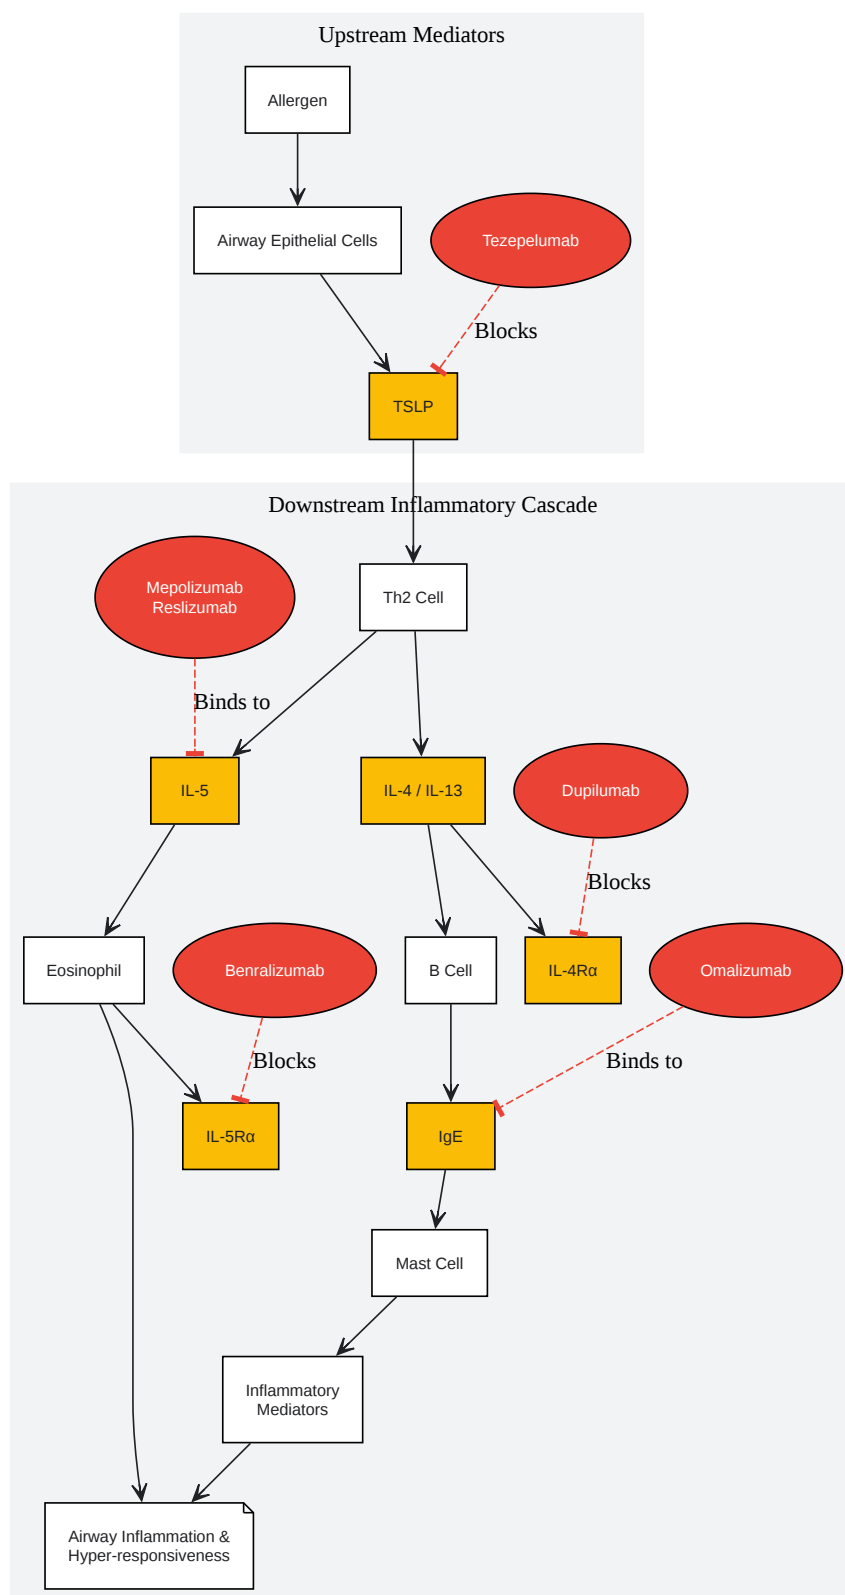 Upstream Mediators
Allergen
Airway Epithelial Cells
Tezepelumab
Blocks
TSLP
Downstream Inflammatory Cascade
Mepolizumab
Reslizumab
Th2 Cell
Binds to
IL-5
IL-4 / IL-13
Dupilumab
Blocks
Eosinophil
Benralizumab
B Cell
IL-4Rα
Omalizumab
Blocks
Binds to
IL-5Rα
IgE
Mast Cell
Inflammatory
Mediators
Airway Inflammation &
Hyper-responsiveness